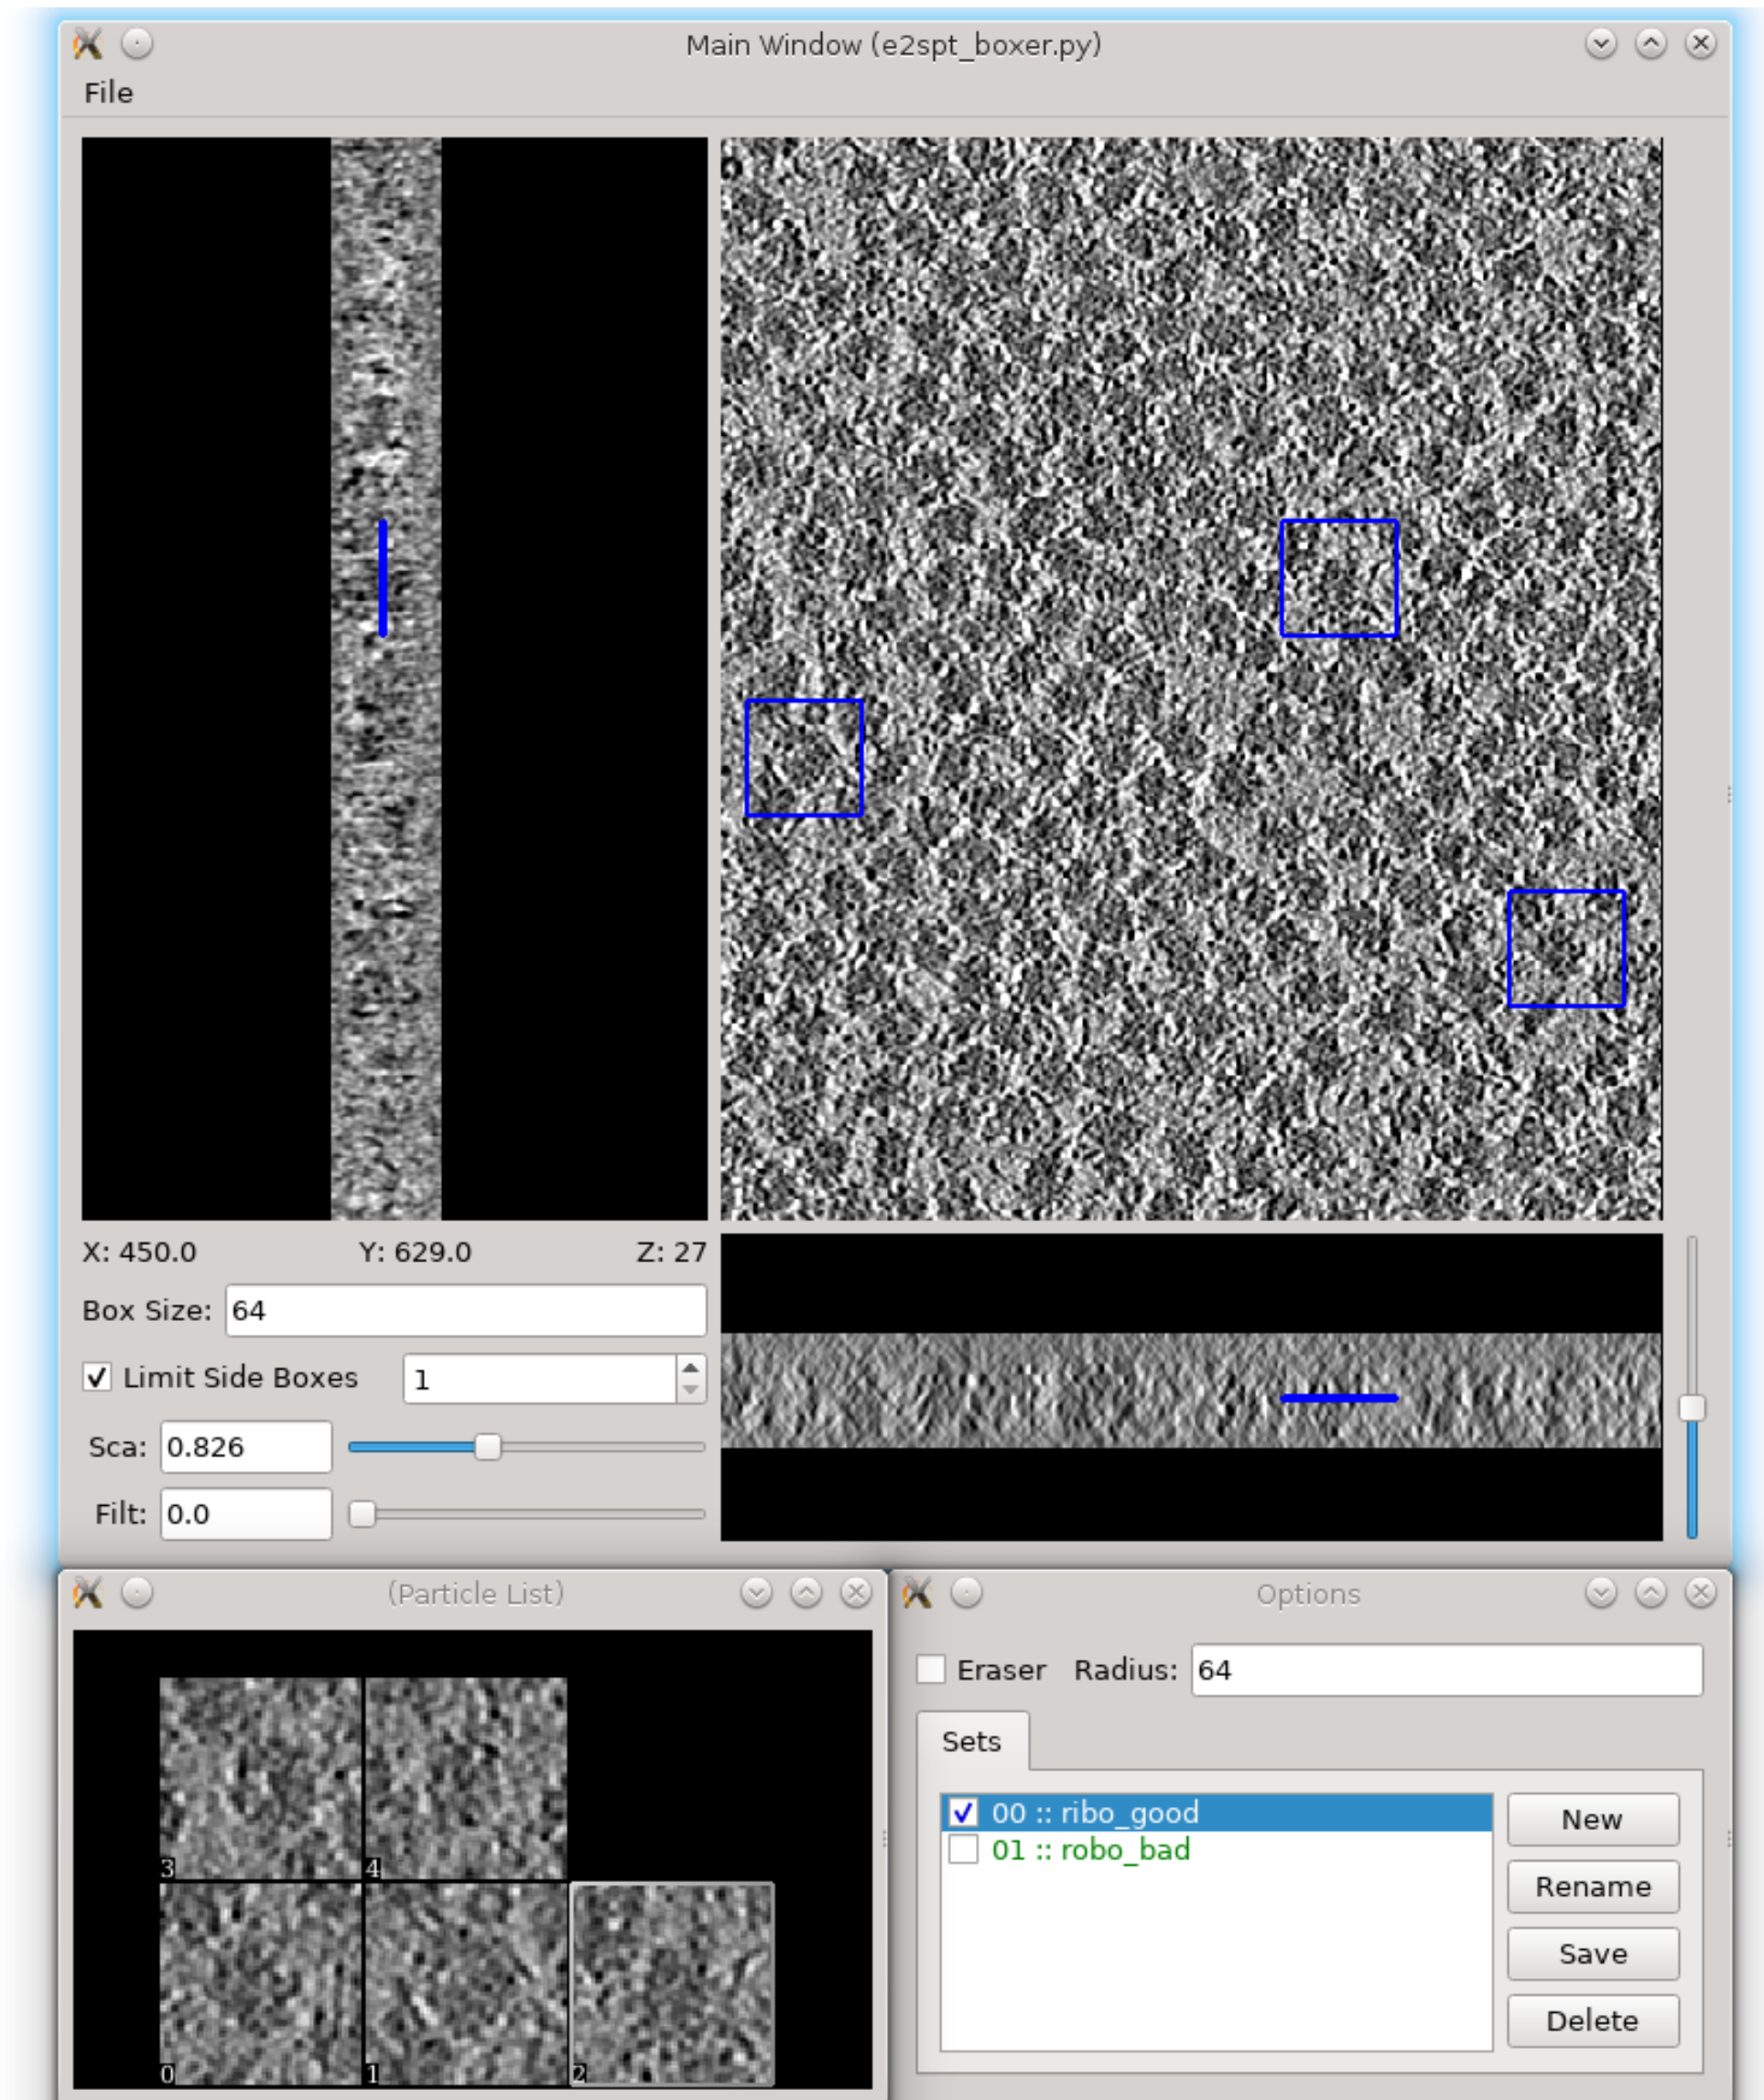 Main Window (e2spt_boxer.py)
File
X: 450.0 Y: 629.0 Z: 27
Box Size: 64
Limit Side Boxes 1
Sca: 0.826
Filt: 0.0
(Particle List)
3 4
0 1 2
Options
Eraser Radius: 64
Sets
00 :: ribo_good
01 :: robo_bad
New
Rename
Save
Delete